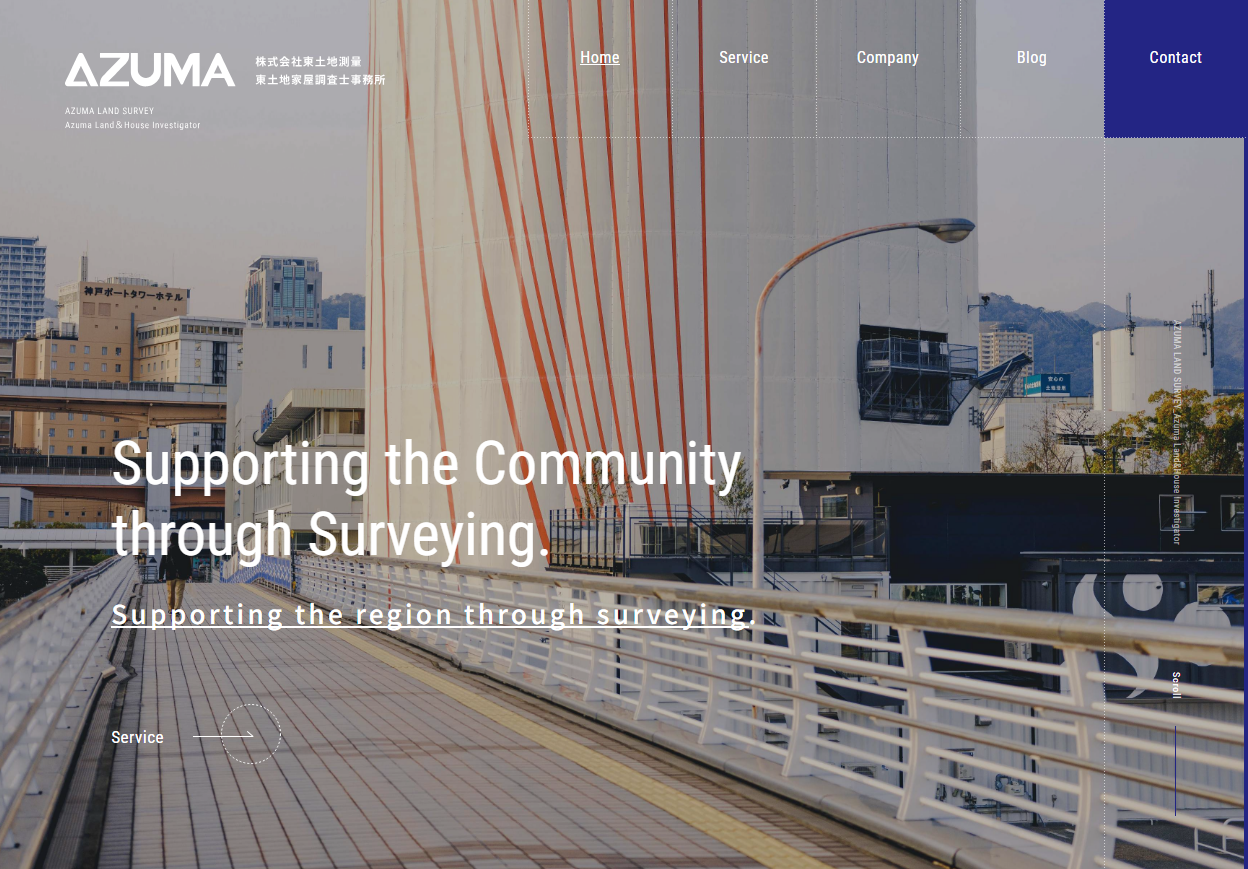 AZUMA
株式会社東土地測量
東土地家屋調査士事務所
AZUMA LAND SURVEY
Azuma Land&House Investigator
Home
Service
Company
Blog
Contact
神戸ポートタワーホテル
Supporting the Community
through Surveying.
Supporting the region through surveying.
Service
AZUMA LAND SURVEY Azuma Land&House Investigator
Scroll